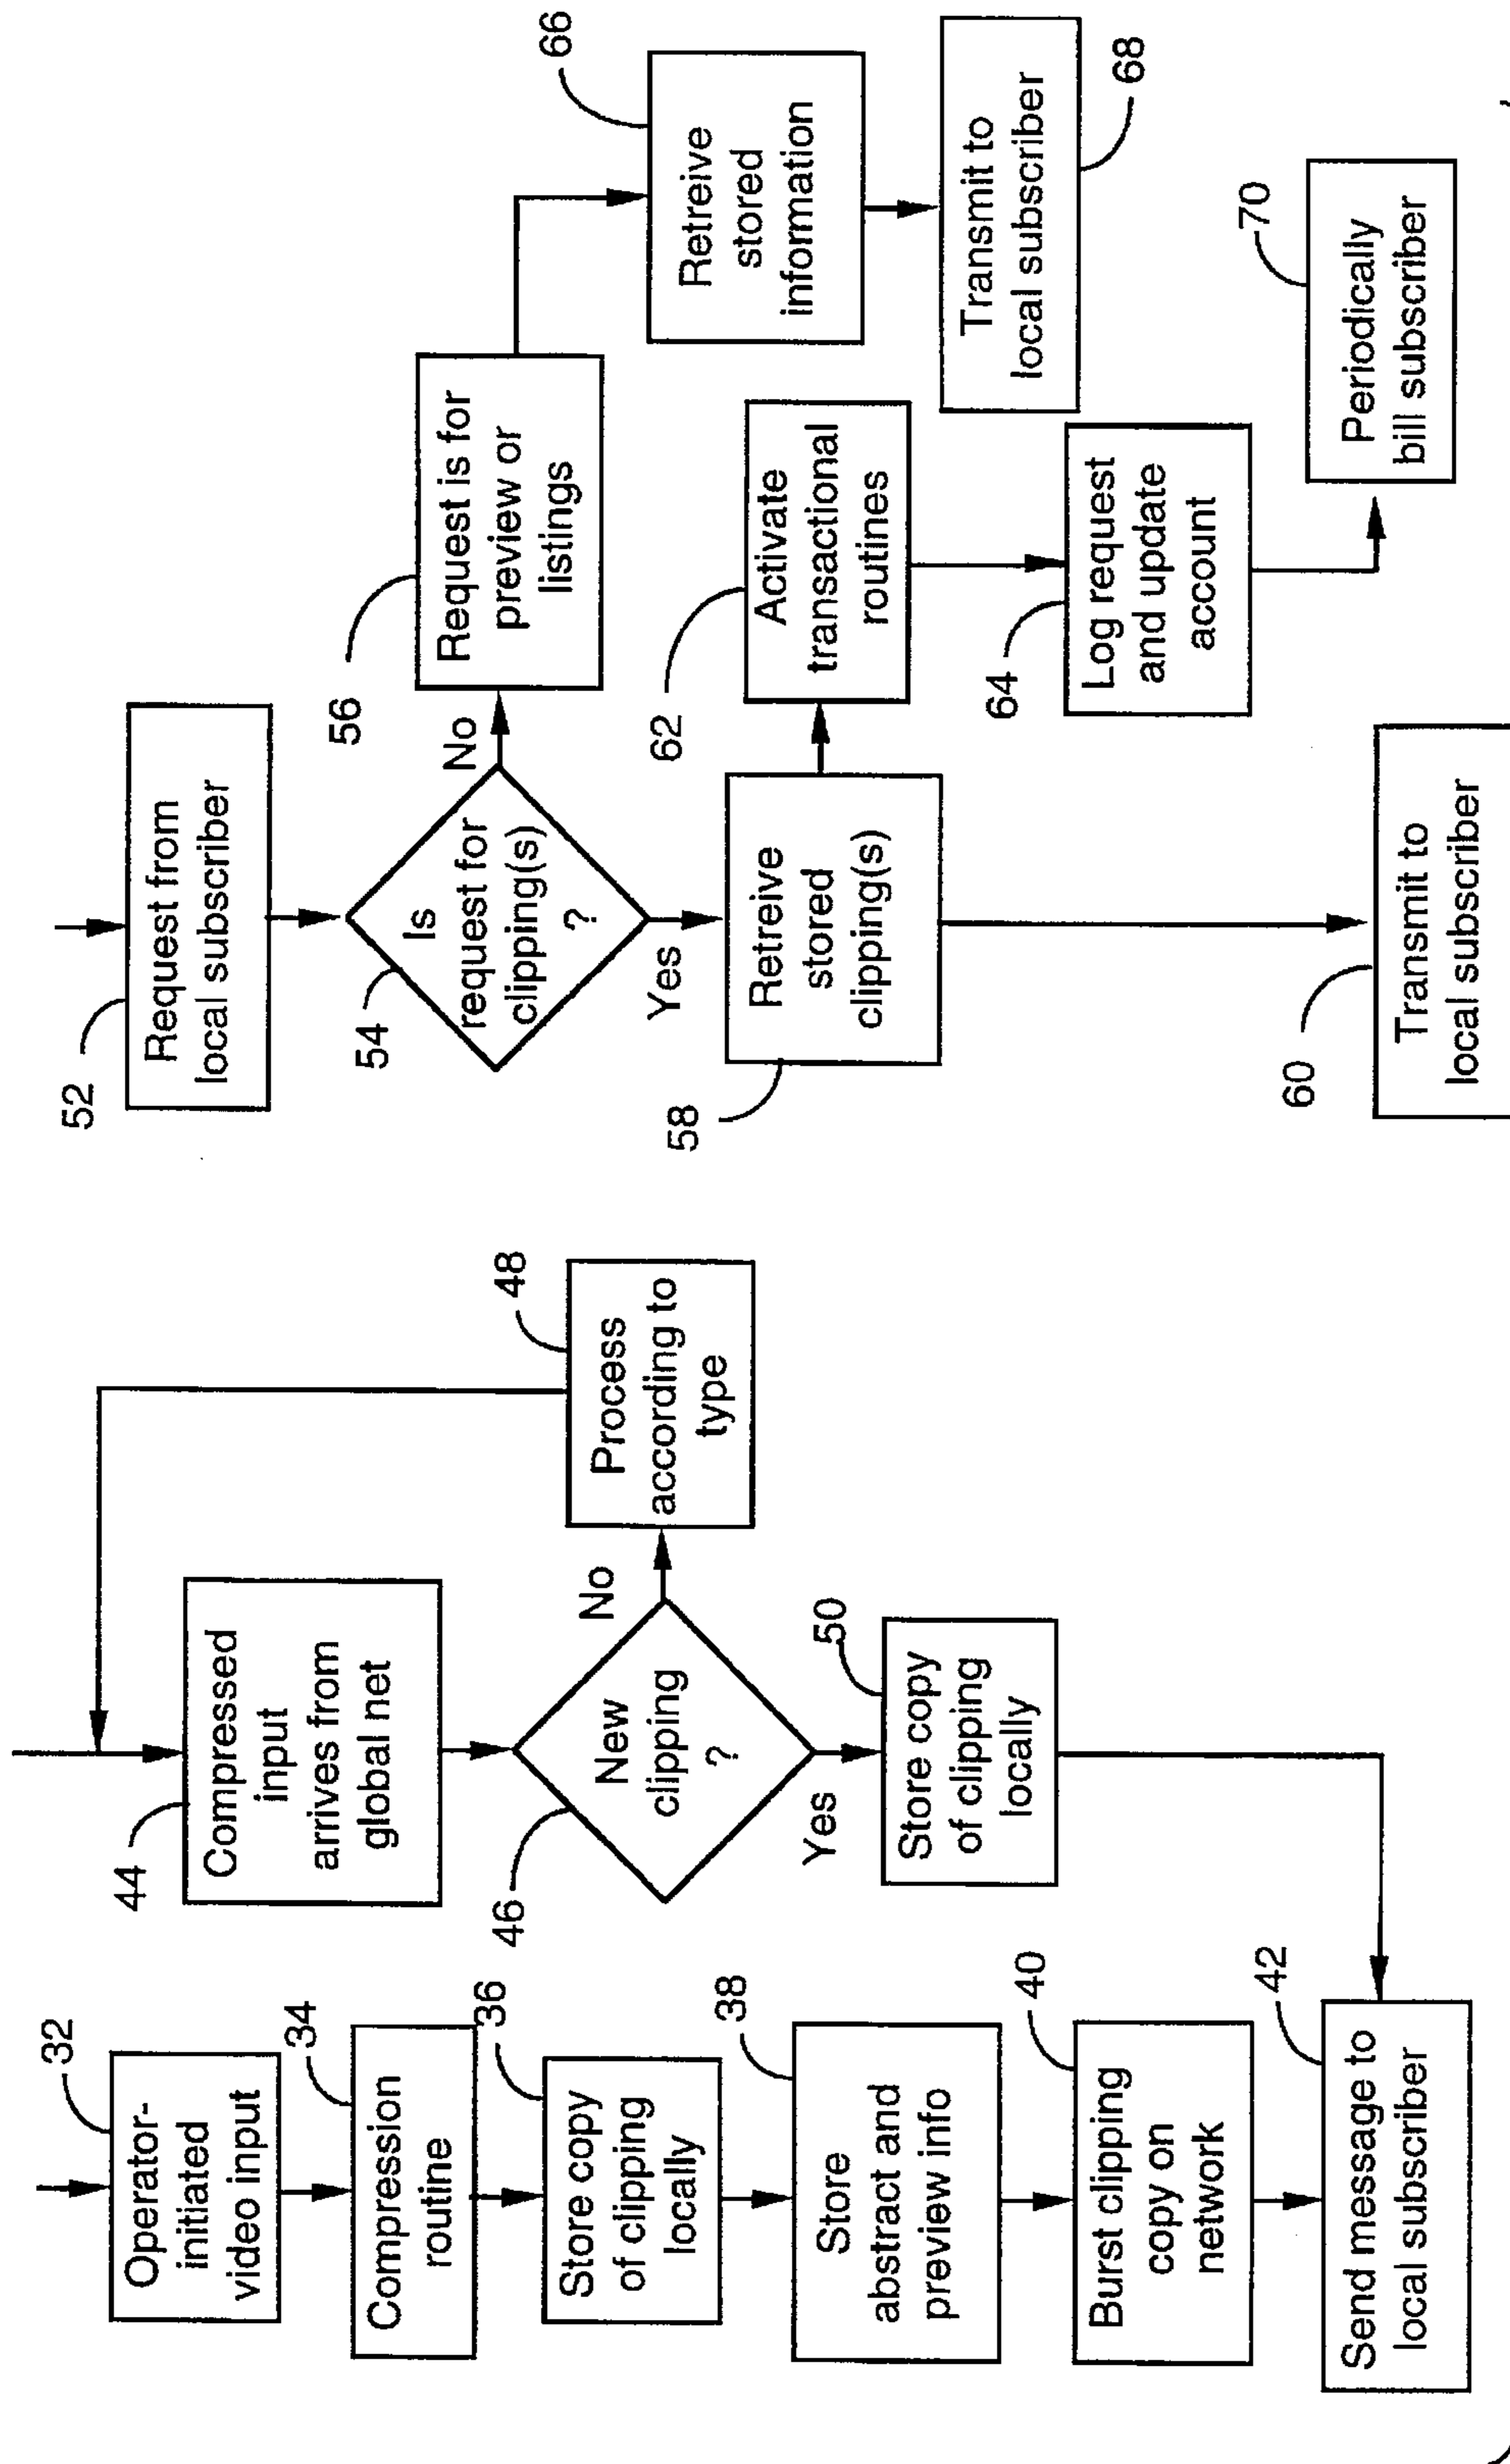 32
Operator-
initiated
video input
34
Compression
routine
36
Store copy
of clipping
locally
38
Store
abstract and
preview info
40
Burst clipping
copy on
network
42
Send message to
local subscriber
44
Compressed
input
arrives from
global net
46
New
clipping
?
No
Yes
48
Process
according to
type
50
Store copy
of clipping
locally
52
Request from
local subscriber
54
Is
request for
clipping(s)
?
No
Yes
56
Request is for
preview or
listings
58
Retreive
stored
clipping(s)
60
Transmit to
local subscriber
62
Activate
transactional
routines
64
Log request
and update
account
66
Retreive
stored
information
68
Transmit to
local subscriber
70
Periodically
bill subscriber